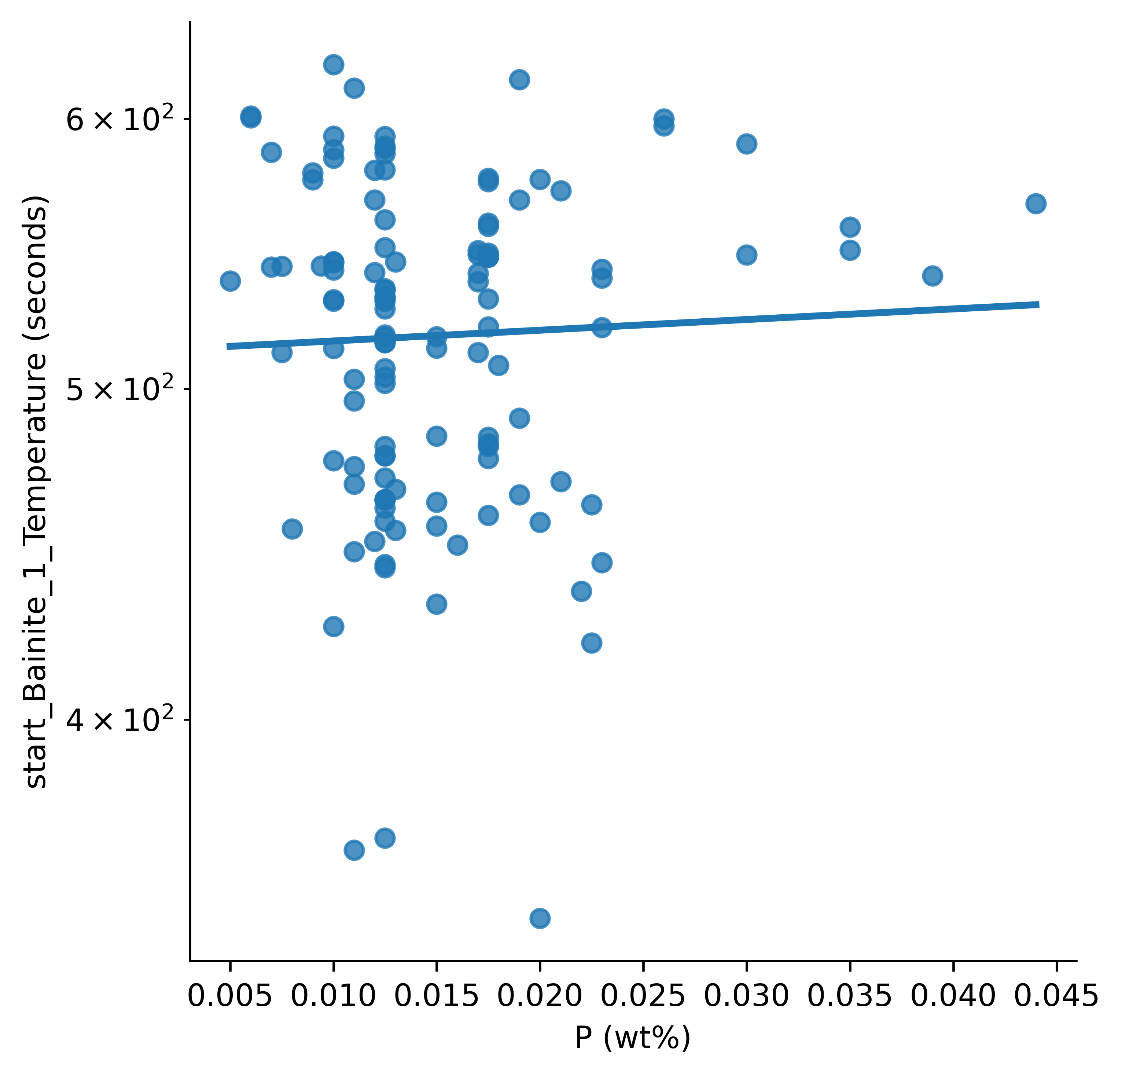 start_Bainite_1_Temperature (seconds)
6 × 10²
5 × 10²
4 × 10²
0.005 0.010 0.015 0.020 0.025 0.030 0.035 0.040 0.045
P (wt%)